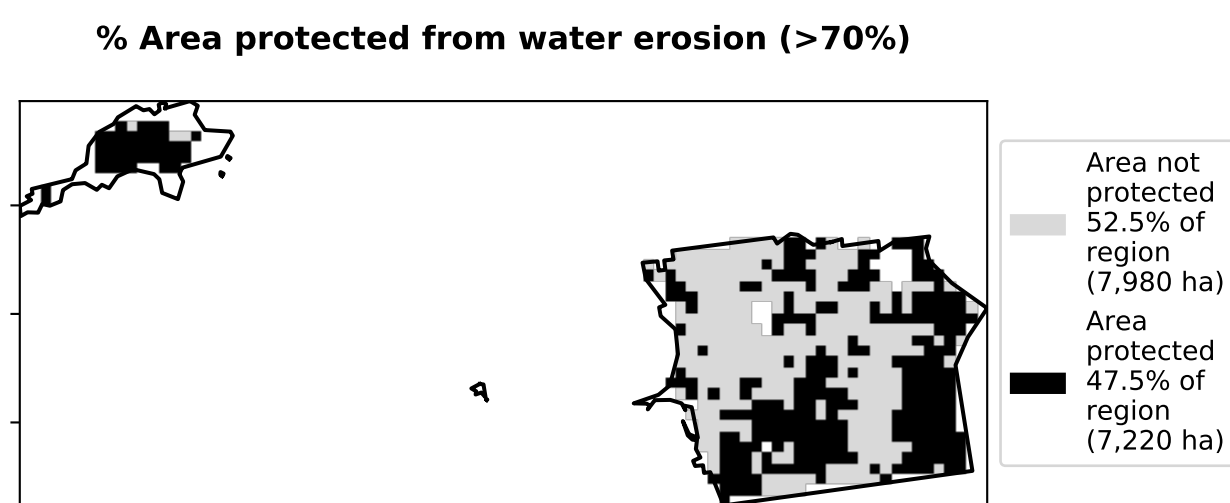 % Area protected from water erosion (>70%)
Area not
protected
52.5% of
region
(7,980 ha)
Area
protected
47.5% of
region
(7,220 ha)